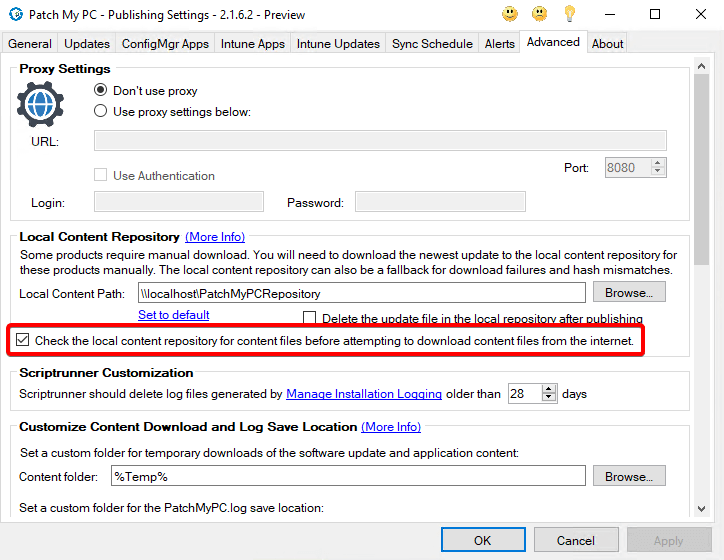 Patch My PC - Publishing Settings - 2.1.6.2 - Preview
General Updates ConfigMgr Apps Intune Apps Intune Updates Sync Schedule Alerts Advanced About
Proxy Settings
Don't use proxy
Use proxy settings below:
URL:
Use Authentication
Port: 8080
Login: Password:
Local Content Repository (More Info)
Some products require manual download. You will need to download the newest update to the local content repository for
these products manually. The local content repository can also be a fallback for download failures and hash mismatches.
Local Content Path: \\localhost\PatchMyPCRepository Browse...
Set to default Delete the update file in the local repository after publishing
Check the local content repository for content files before attempting to download content files from the internet.
Scriptrunner Customization
Scriptrunner should delete log files generated by Manage Installation Logging older than 28 days
Customize Content Download and Log Save Location (More Info)
Set a custom folder for temporary downloads of the software update and application content:
Content folder: %Temp% Browse...
Set a custom folder for the PatchMyPC.log save location:
OK Cancel Apply